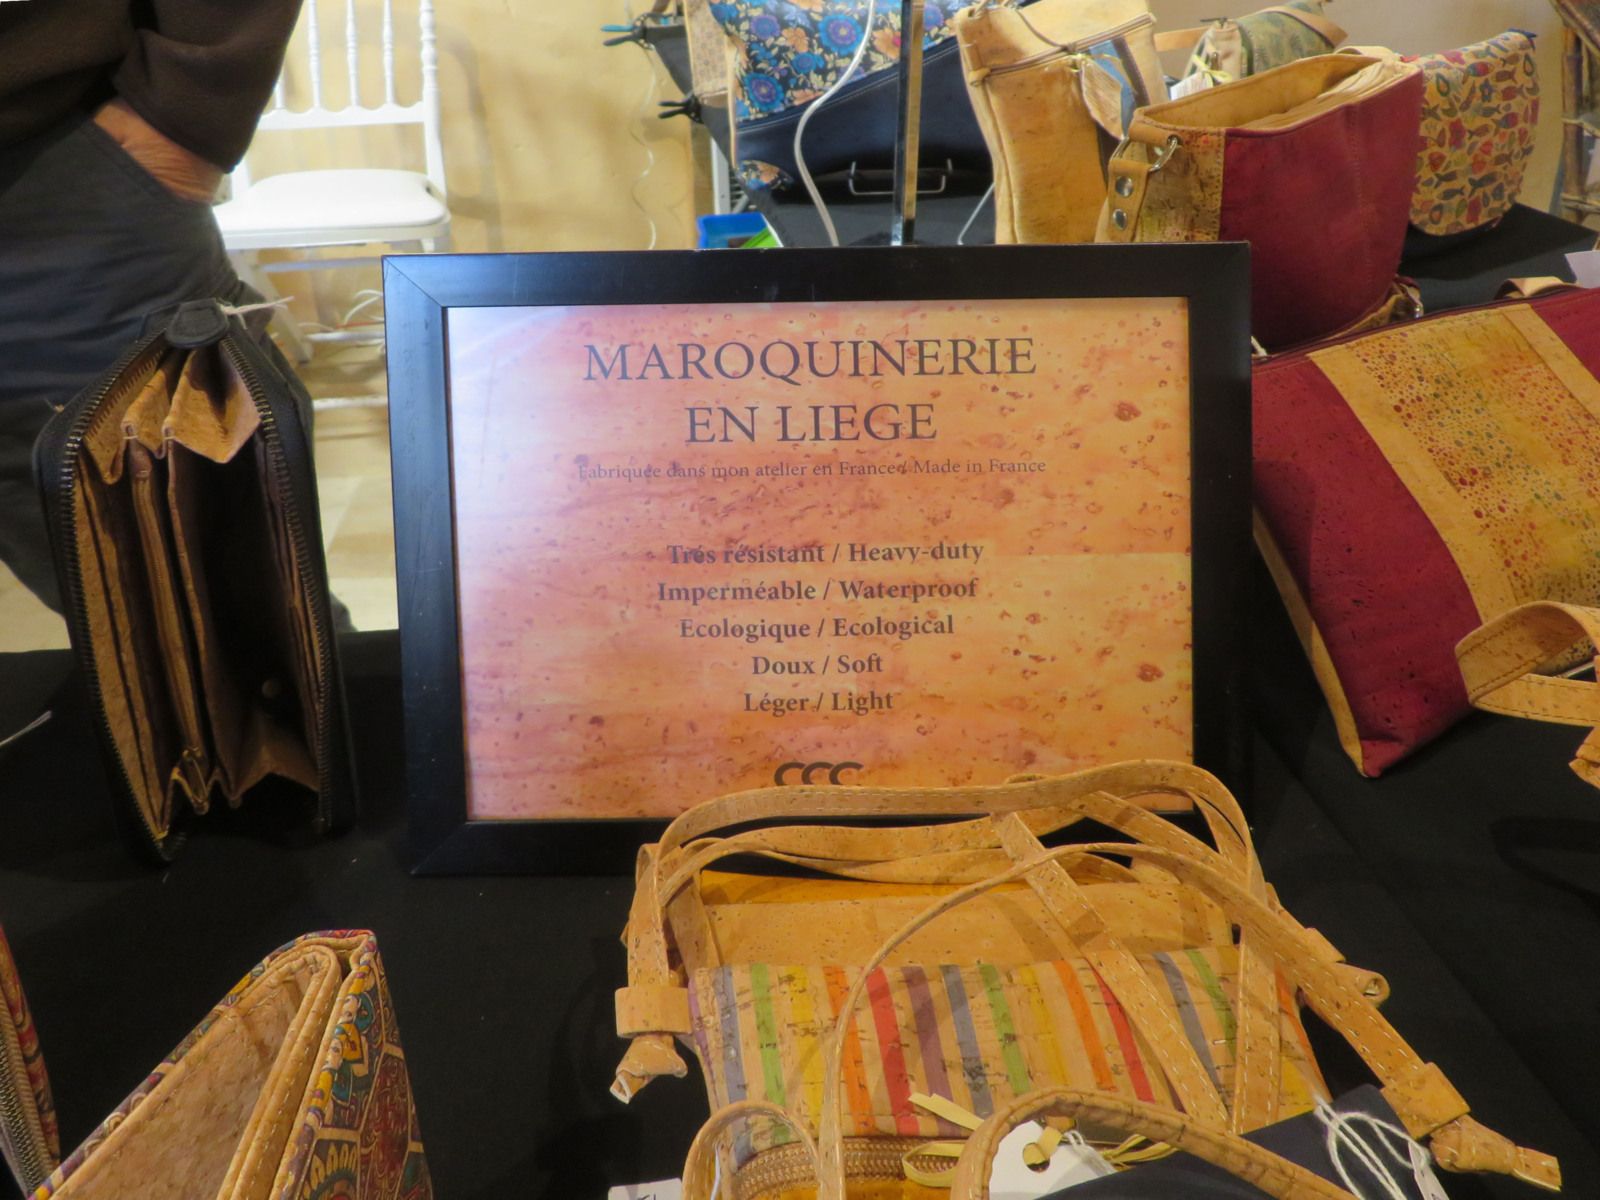 MAROQUINERIE
EN LIEGE
Fabriquée dans mon atelier en France / Made in France
Trés résistant / Heavy-duty
Imperméable / Waterproof
Ecologique / Ecological
Doux / Soft
Léger / Light
CCC